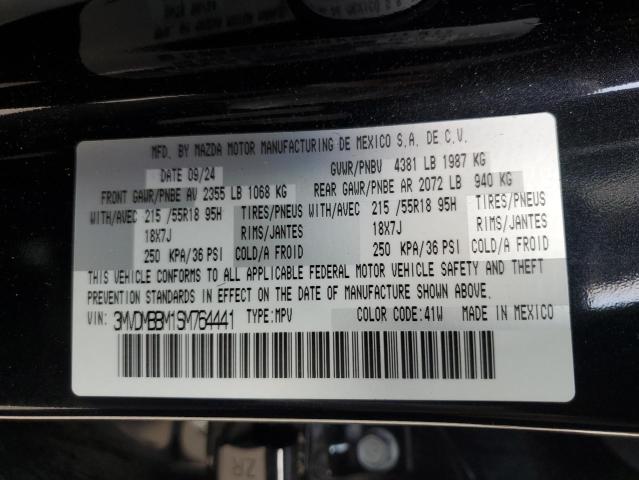 MFD. BY MAZDA MOTOR MANUFACTURING DE MEXICO S.A. DE C.V.
DATE 09/24 GVWR/PNBV 4381 LB 1987 KG
FRONT GAWR/PNBE AV 2355 LB 1068 KG REAR GAWR/PNBE AR 2072 LB 940 KG
WITH/AVEC 215 /55R18 95H TIRES/PNEUS WITH/AVEC 215 /55R18 95H TIRES/PNEUS
18X7J RIMS/JANTES 18X7J RIMS/JANTES
250 KPA/36 PSI COLD/A FROID 250 KPA/36 PSI COLD/A FROID
THIS VEHICLE CONFORMS TO ALL APPLICABLE FEDERAL MOTOR VEHICLE SAFETY AND THEFT
PREVENTION STANDARDS IN EFFECT ON THE DATE OF MANUFACTURE SHOWN ABOVE.
VIN: 3MVDMBBM1SM764441 TYPE:MPV COLOR CODE:41W MADE IN MEXICO
ZR